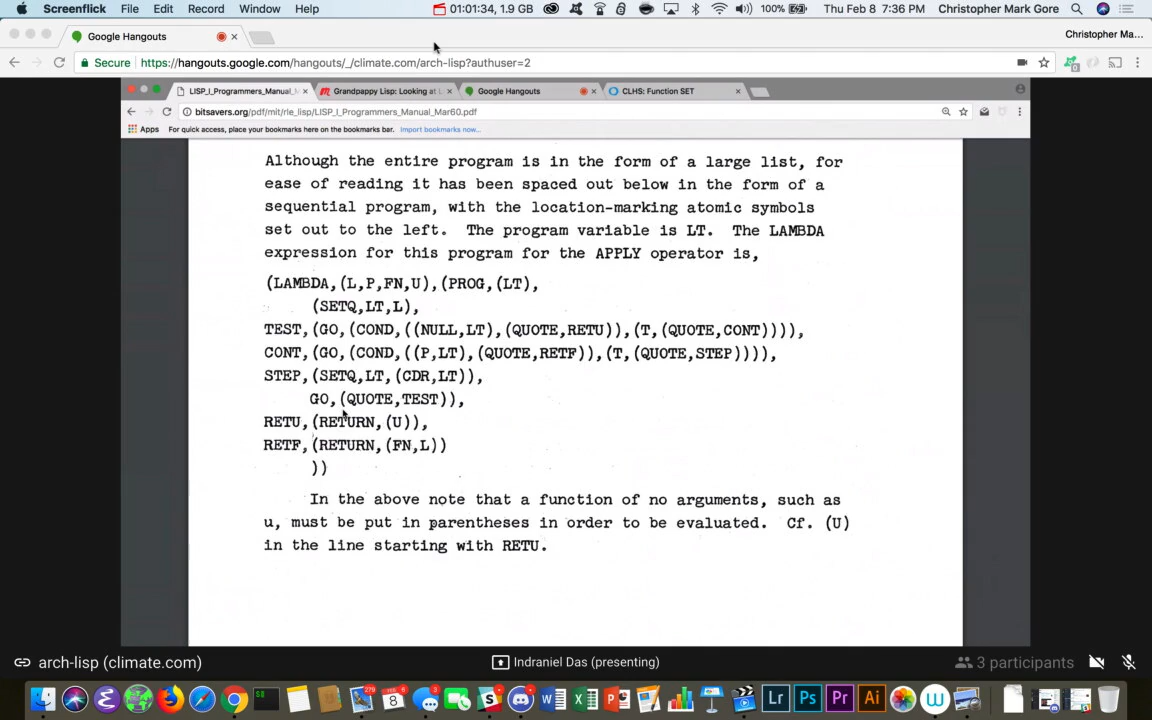 Screenflick File Edit Record Window Help 01:01:34, 1.9 GB 100% Thu Feb 8 7:36 PM Christopher Mark Gore
Google Hangouts Christopher Ma...
Secure https://hangouts.google.com/hangouts/_/climate.com/arch-lisp?authuser=2
LISP_I_Programmers_Manual_M Grandpappy Lisp: Looking at L Google Hangouts CLHS: Function SET
bitsavers.org/pdf/mit/rle_lisp/LISP_I_Programmers_Manual_Mar60.pdf
Apps For quick access, place your bookmarks here on the bookmarks bar. Import bookmarks now...
Although the entire program is in the form of a large list, for
ease of reading it has been spaced out below in the form of a
sequential program, with the location-marking atomic symbols
set out to the left. The program variable is LT. The LAMBDA
expression for this program for the APPLY operator is,
(LAMBDA,(L,P,FN,U),(PROG,(LT),
(SETQ,LT,L),
TEST,(GO,(COND,((NULL,LT),(QUOTE,RETU)),(T,(QUOTE,CONT)))),
CONT,(GO,(COND,((P,LT),(QUOTE,RETF)),(T,(QUOTE,STEP)))),
STEP,(SETQ,LT,(CDR,LT)),
GO,(QUOTE,TEST)),
RETU,(RETURN,(U)),
RETF,(RETURN,(FN,L))
))
In the above note that a function of no arguments, such as
u, must be put in parentheses in order to be evaluated. Cf. (U)
in the line starting with RETU.
arch-lisp (climate.com) Indraniel Das (presenting) 3 participants
279 8 3 W X P Lr Ps Pr Ai W